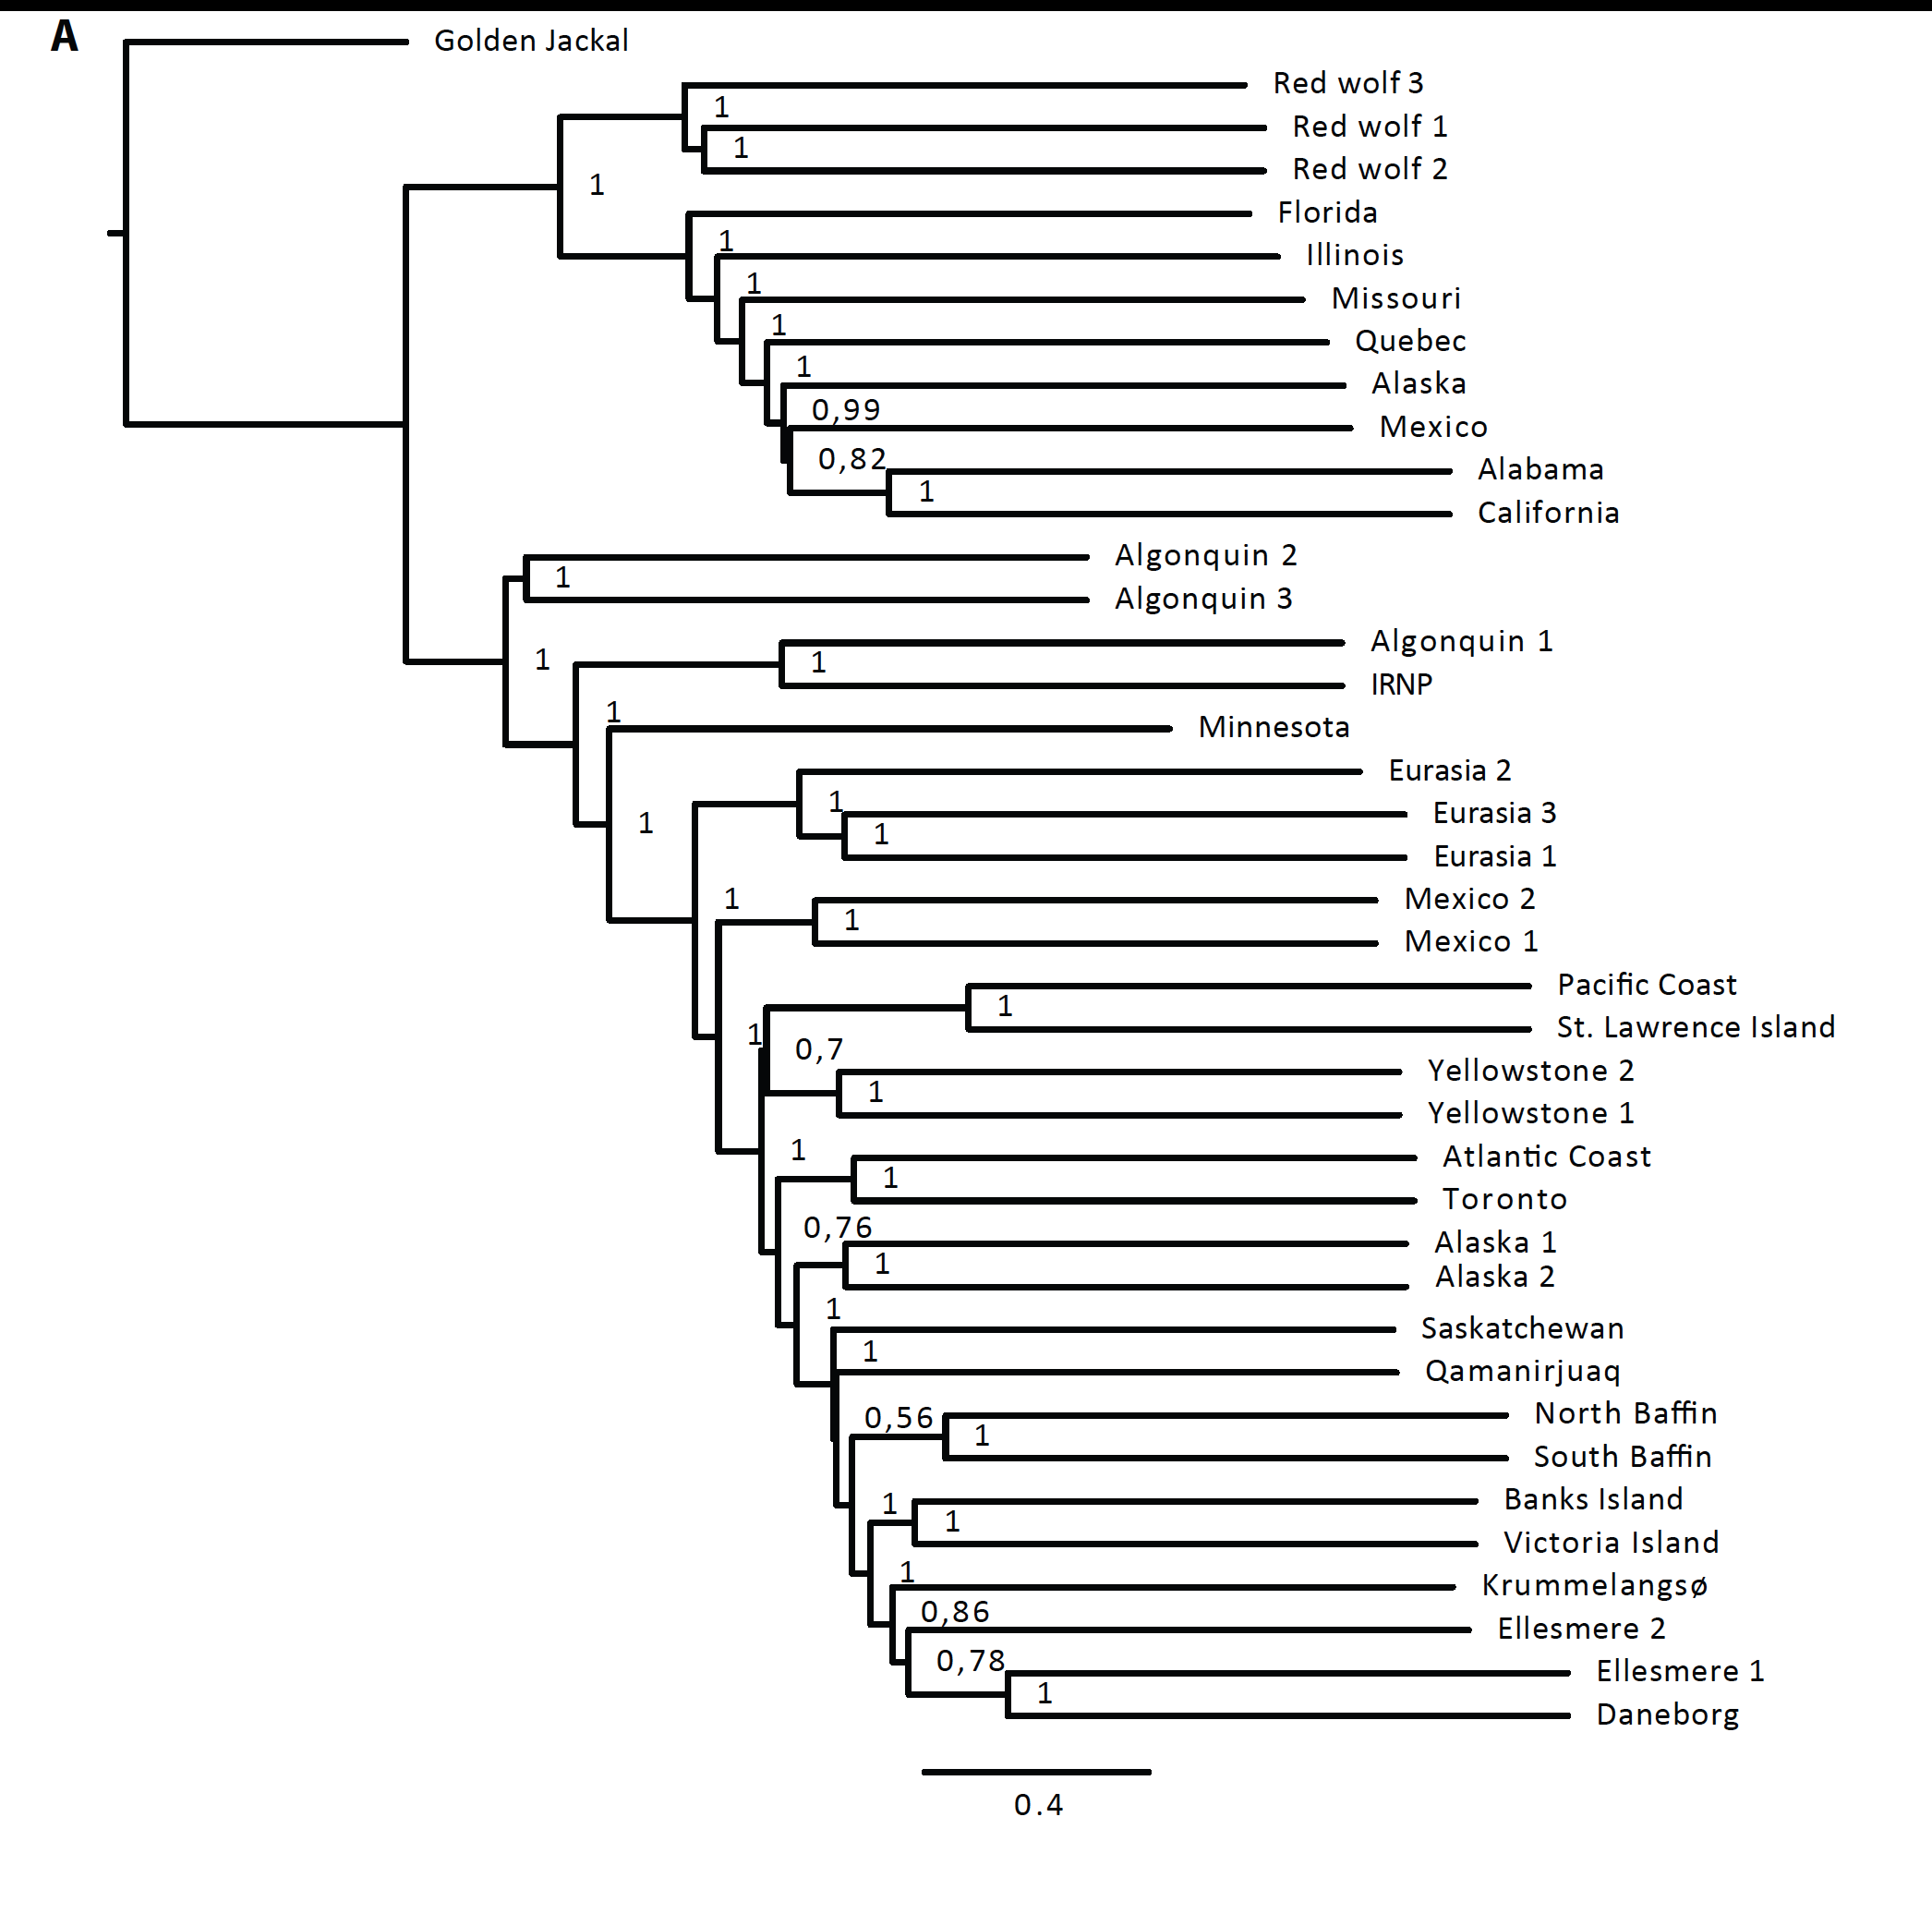 A
Golden Jackal
Red wolf 3
1
Red wolf 1
1
Red wolf 2
1
Florida
1
Illinois
1
Missouri
1
Quebec
1
Alaska
0,99
Mexico
0,82
Alabama
1
California
Algonquin 2
1
Algonquin 3
Algonquin 1
1
1
IRNP
1
Minnesota
Eurasia 2
1
Eurasia 3
1
1
Eurasia 1
1
Mexico 2
1
Mexico 1
Pacific Coast
1
St. Lawrence Island
1
0,7
Yellowstone 2
1
Yellowstone 1
1
Atlantic Coast
1
Toronto
0,76
Alaska 1
1
Alaska 2
1
Saskatchewan
1
Qamanirjuaq
0,56
North Baffin
1
South Baffin
1
Banks Island
1
Victoria Island
1
Krummelangsø
0,86
Ellesmere 2
0,78
Ellesmere 1
1
Daneborg
0.4